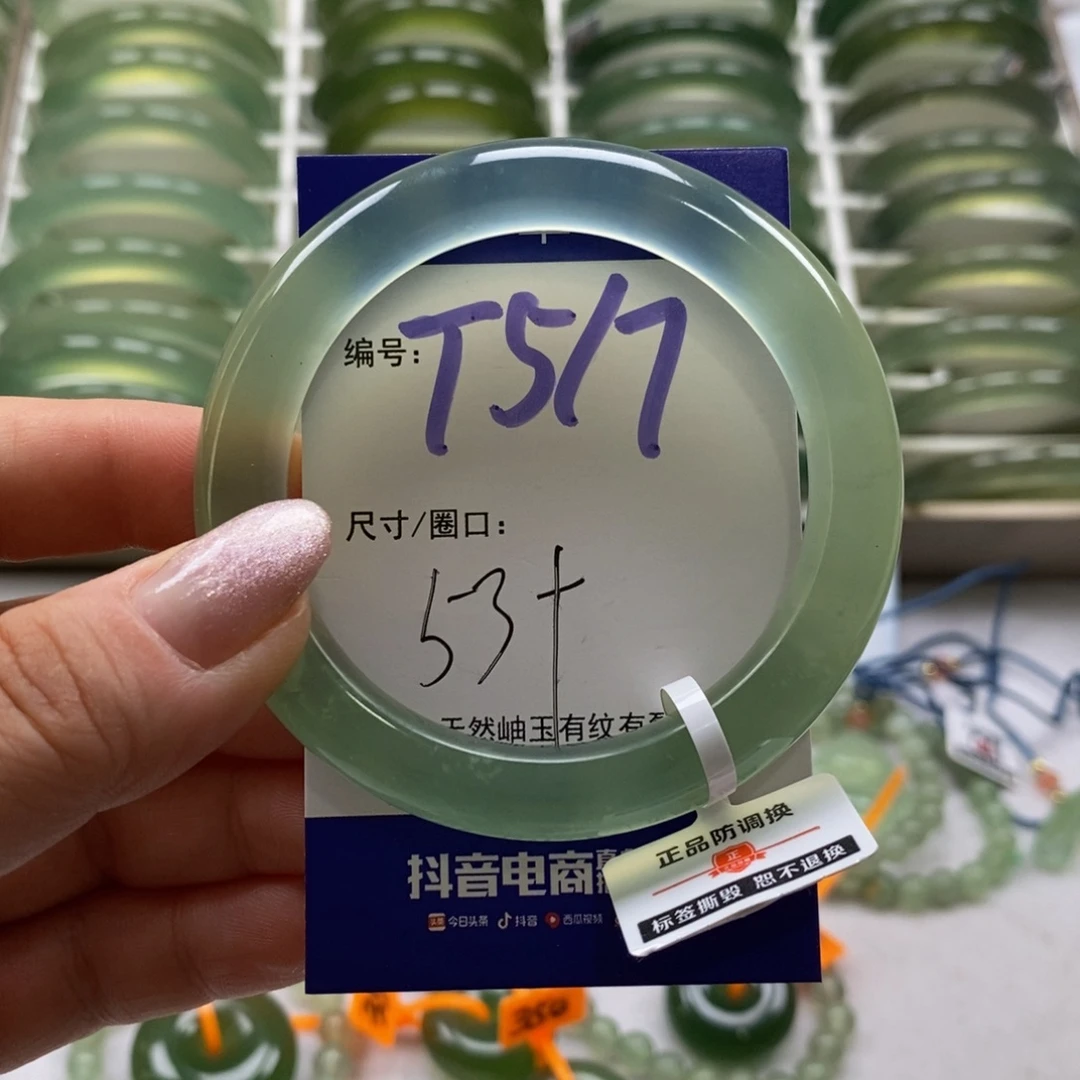 编号:T517
尺寸/圈口:
53+
天然岫玉有纹有
抖音电商
今日头条 抖音 西瓜视频
正品防调换
正
标签撕毁 恕不退换
350